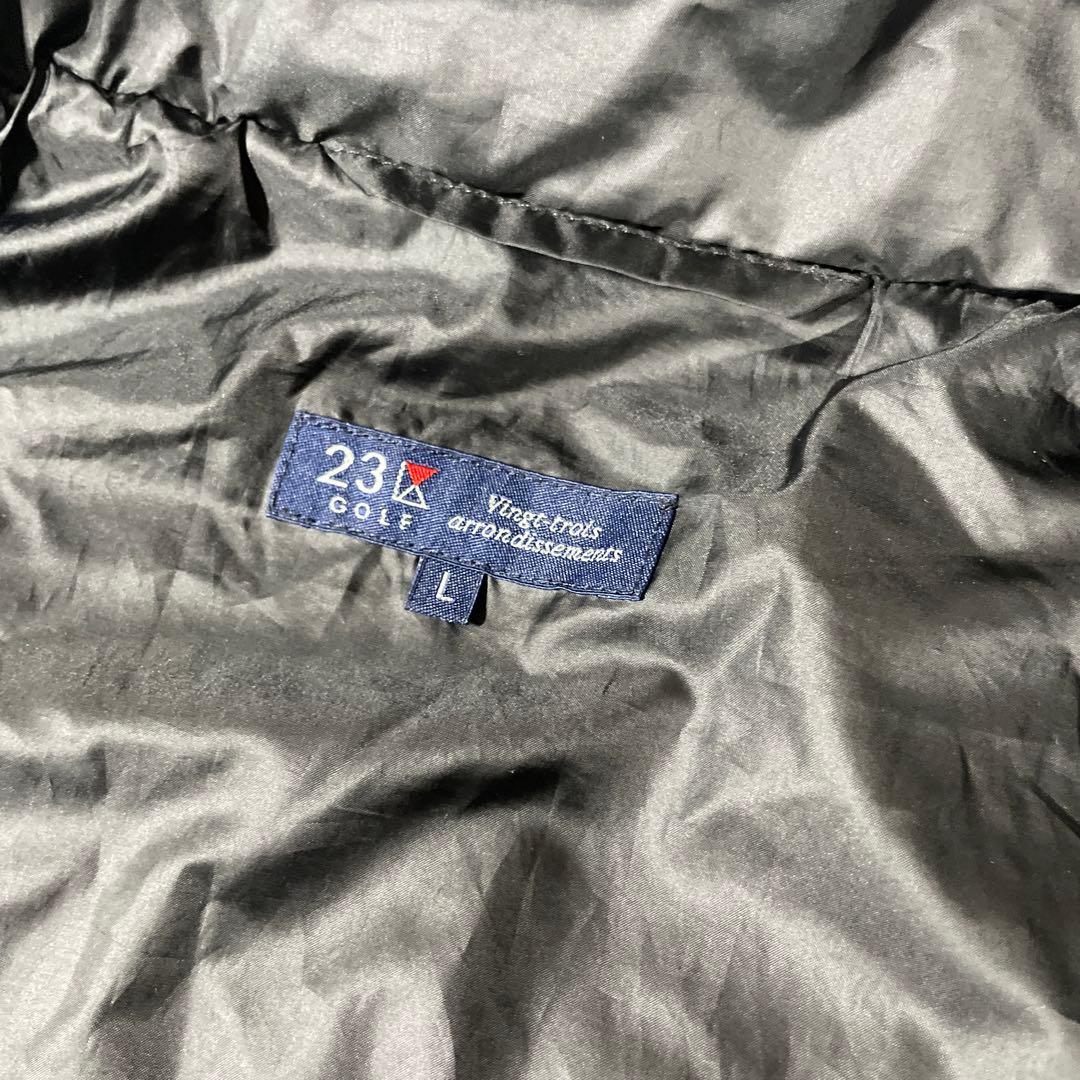 23
GOLF
Vingt-trois
arrondissements
L